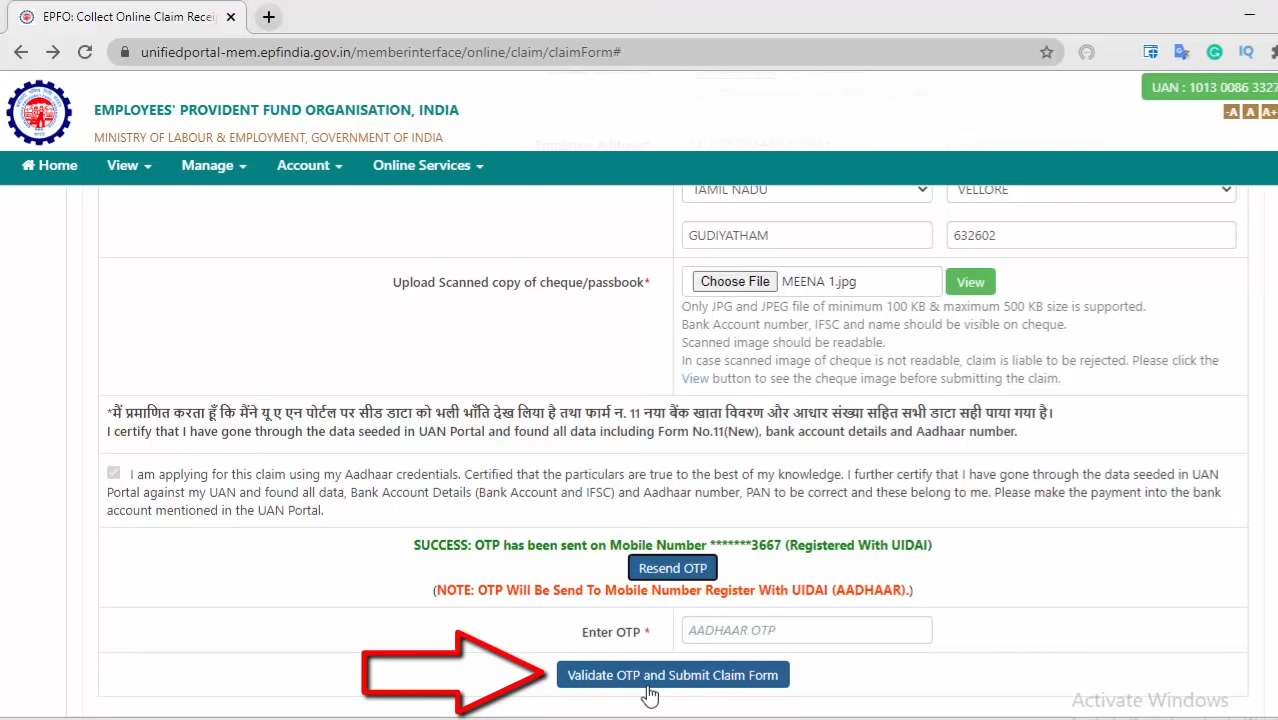 EPFO: Collect Online Claim Recei
unifiedportal-mem.epfindia.gov.in/memberinterface/online/claim/claimForm#
IQ
EMPLOYEES' PROVIDENT FUND ORGANISATION, INDIA
MINISTRY OF LABOUR & EMPLOYMENT, GOVERNMENT OF INDIA
UAN : 1013 0086 3327
-A A A+
Home View Manage Account Online Services
TAMIL NADU VELLORE
GUDIYATHAM 632602
Upload Scanned copy of cheque/passbook* Choose File MEENA 1.jpg View
Only JPG and JPEG file of minimum 100 KB & maximum 500 KB size is supported.
Bank Account number, IFSC and name should be visible on cheque.
Scanned image should be readable.
In case scanned image of cheque is not readable, claim is liable to be rejected. Please click the
View button to see the cheque image before submitting the claim.
*मैं प्रमाणित करता हूँ कि मैंने यू ए एन पोर्टल पर सीड डाटा को भली भाँति देख लिया है तथा फार्म न. 11 नया बैंक खाता विवरण और आधार संख्या सहित सभी डाटा सही पाया गया है।
I certify that I have gone through the data seeded in UAN Portal and found all data including Form No.11(New), bank account details and Aadhaar number.
I am applying for this claim using my Aadhaar credentials. Certified that the particulars are true to the best of my knowledge. I further certify that I have gone through the data seeded in UAN
Portal against my UAN and found all data, Bank Account Details (Bank Account and IFSC) and Aadhaar number, PAN to be correct and these belong to me. Please make the payment into the bank
account mentioned in the UAN Portal.
SUCCESS: OTP has been sent on Mobile Number *******3667 (Registered With UIDAI)
Resend OTP
(NOTE: OTP Will Be Send To Mobile Number Register With UIDAI (AADHAAR).)
Enter OTP * AADHAAR OTP
Validate OTP and Submit Claim Form
Activate Windows